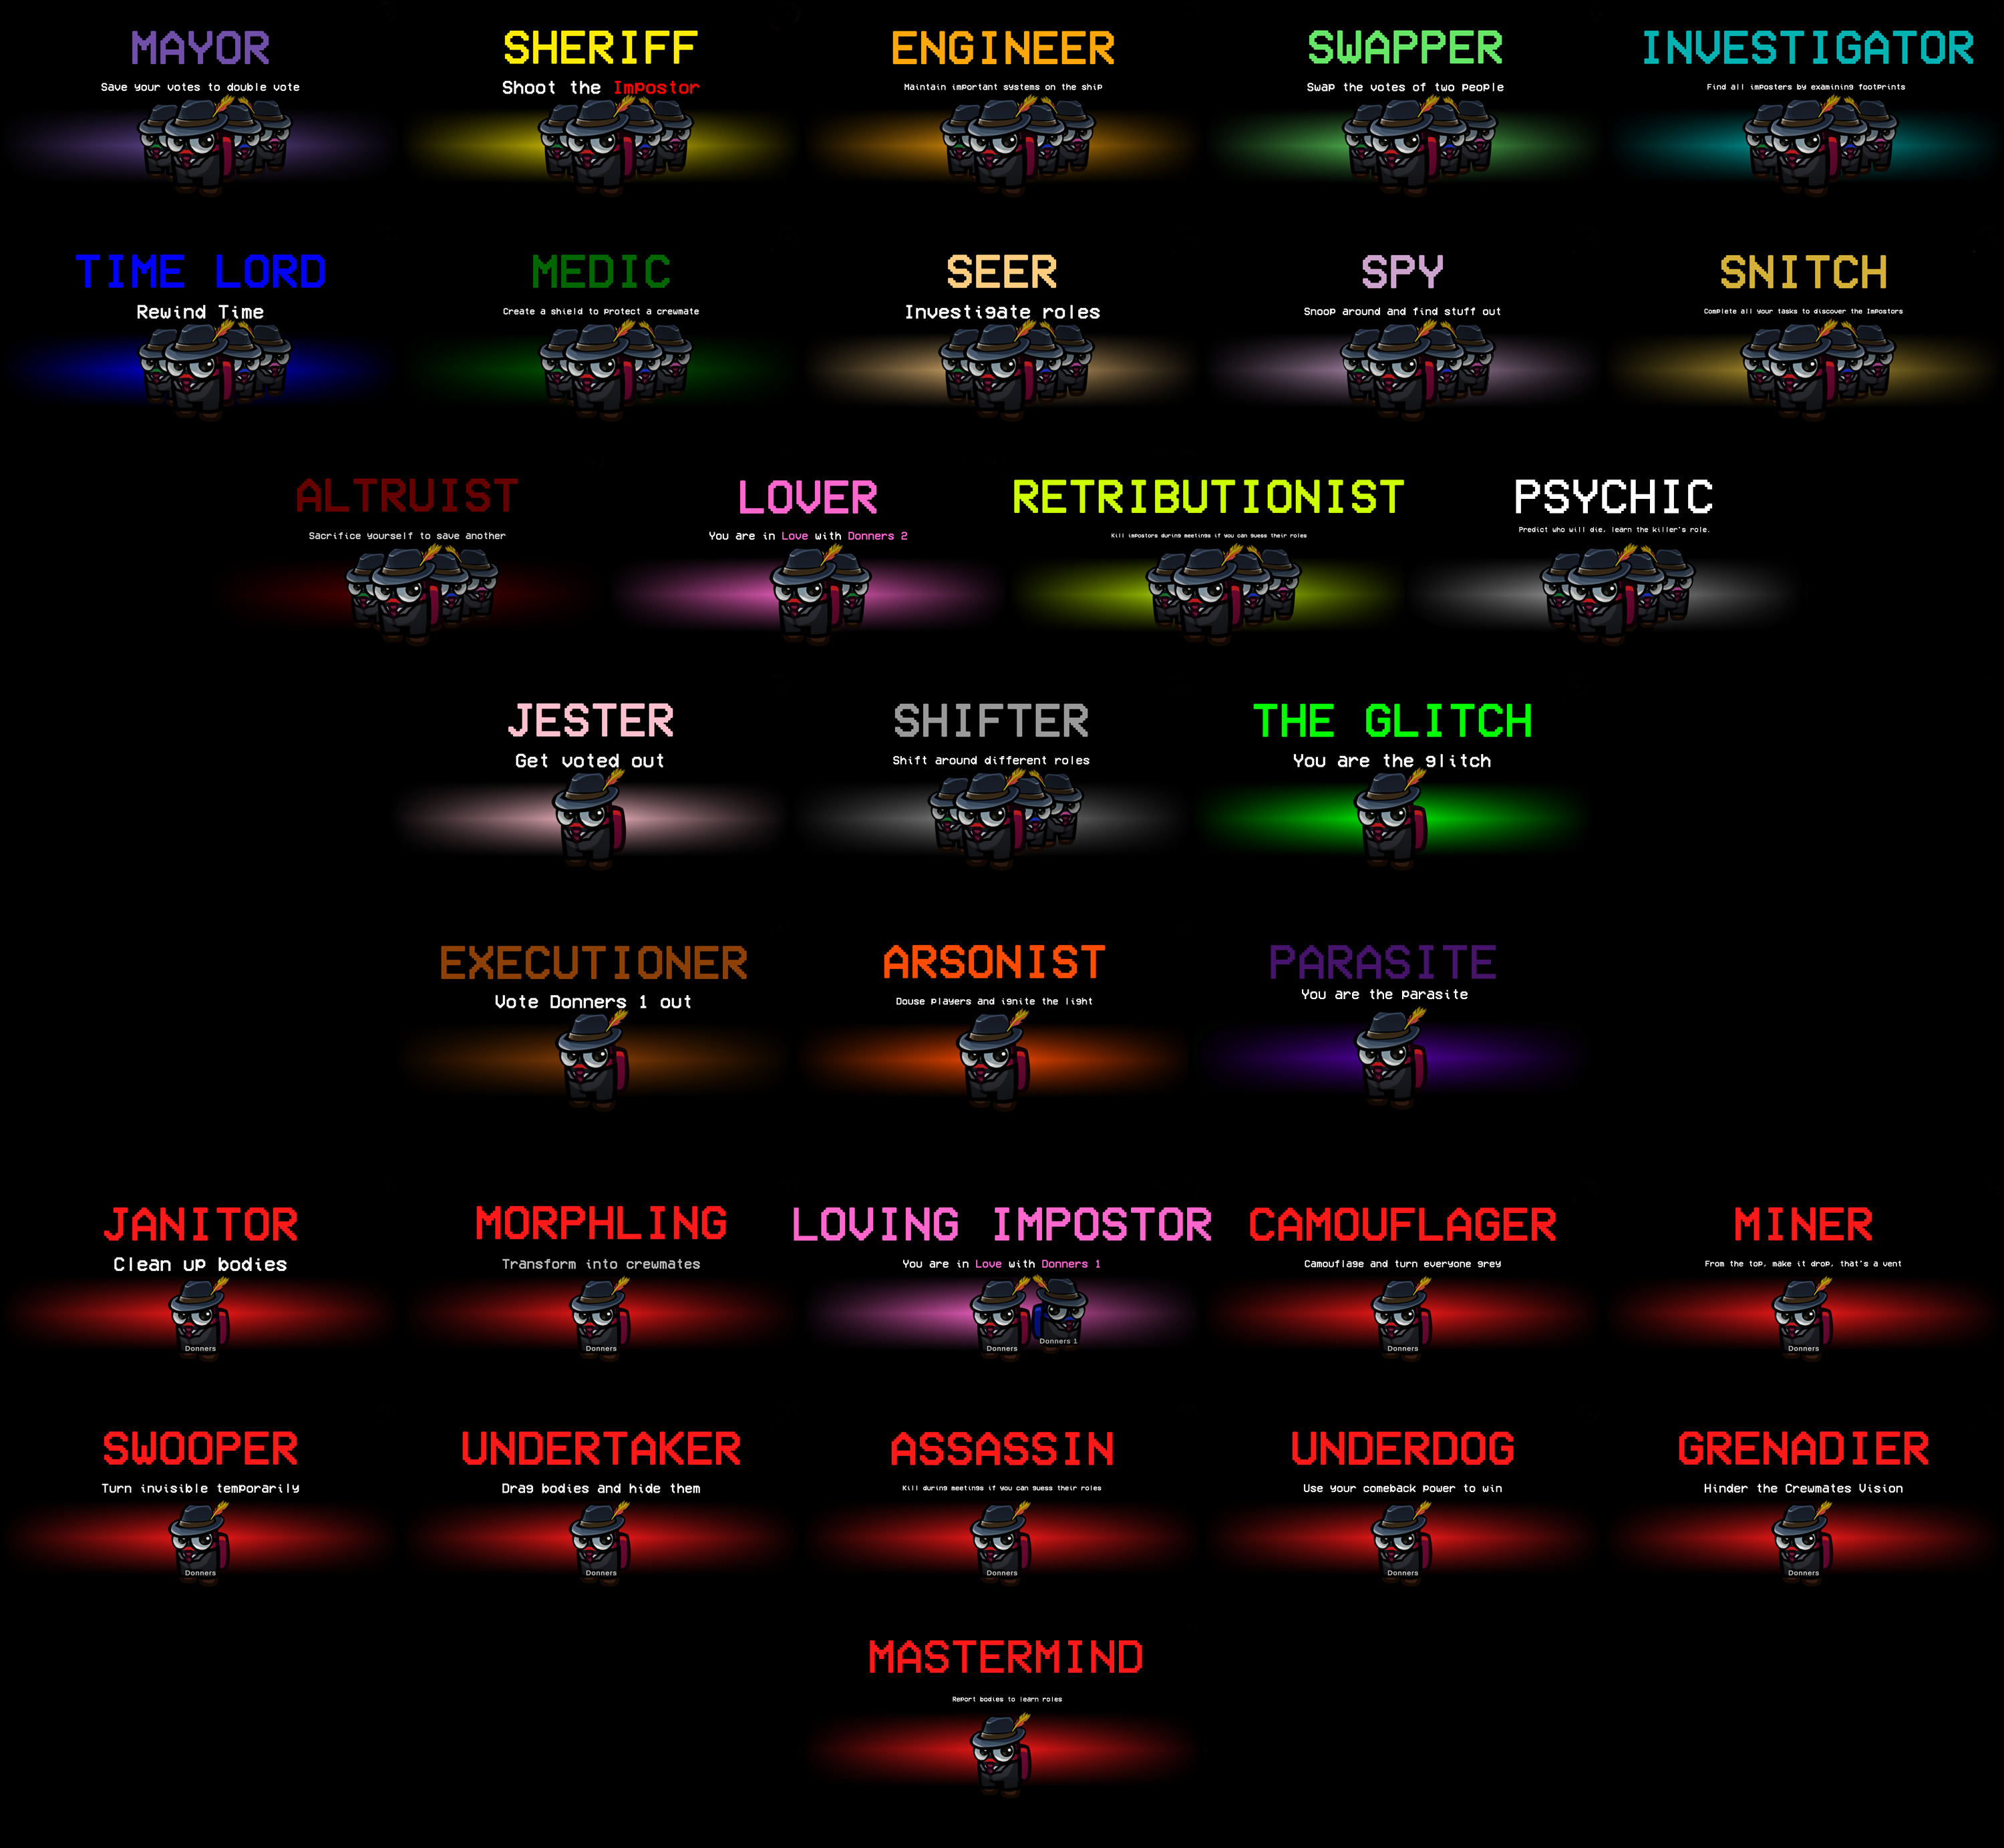 MAYOR
Save your votes to double vote
SHERIFF
Shoot the Impostor
ENGINEER
Maintain important systems on the ship
SWAPPER
Swap the votes of two people
INVESTIGATOR
Find all imposters by examining footprints
TIME LORD
Rewind Time
MEDIC
Create a shield to protect a crewmate
SEER
Investigate roles
SPY
Snoop around and find stuff out
SNITCH
Complete all your tasks to discover the Impostors
ALTRUIST
Sacrifice yourself to save another
LOVER
You are in Love with Donners 2
RETRIBUTIONIST
Kill impostors during meetings if you can guess their roles
PSYCHIC
Predict who will die, learn the killer's role.
JESTER
Get voted out
SHIFTER
Shift around different roles
THE GLITCH
You are the glitch
EXECUTIONER
Vote Donners 1 out
ARSONIST
Douse players and ignite the light
PARASITE
You are the parasite
JANITOR
Clean up bodies
Donners
MORPHLING
Transform into crewmates
Donners
LOVING IMPOSTOR
You are in Love with Donners 1
Donners 1
Donners
CAMOUFLAGER
Camouflage and turn everyone grey
Donners
MINER
From the top, make it drop, that's a vent
Donners
SWOOPER
Turn invisible temporarily
Donners
UNDERTAKER
Drag bodies and hide them
Donners
ASSASSIN
Kill during meetings if you can guess their roles
Donners
UNDERDOG
Use your comeback power to win
Donners
GRENADIER
Hinder the Crewmates Vision
Donners
MASTERMIND
Report bodies to learn roles